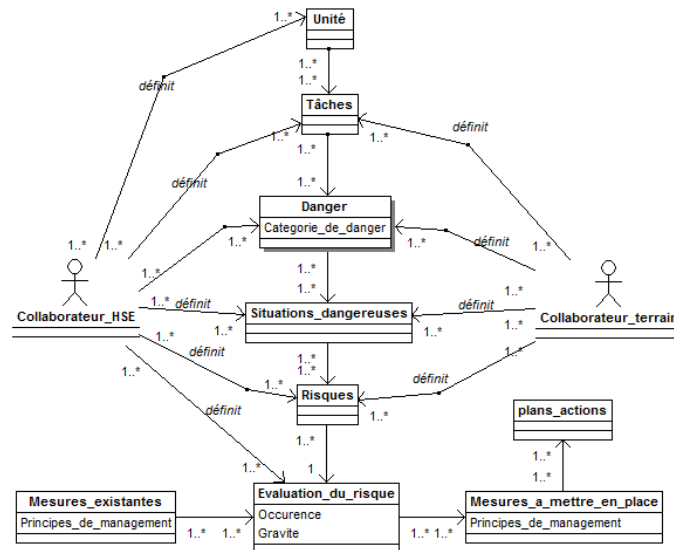 1..*
Unité
définit
1..*
1..*
Tâches
1..*
1..*
définit
définit
1..*
1..*
1..*
Danger
Categorie_de_danger
1..*
1..*
1..*
1..*
1..*
définit
1..*
1..*
1..*
1..*
définit
Situations_dangereuses
définit
1..*
Collaborateur_HSE
Collaborateur_terrain
1..*
1..*
1..*
1..*
1..*
1..*
1..*
définit
définit
1..*
1..*
Risques
1..*
plans_actions
définit
1..*
1..*
1..*
1
1..*
Mesures_existantes
Principes_de_management
1..*
1..*
Evaluation_du_risque
Occurence
Gravite
1..*
1..*
Mesures_a_mettre_en_place
Principes_de_management